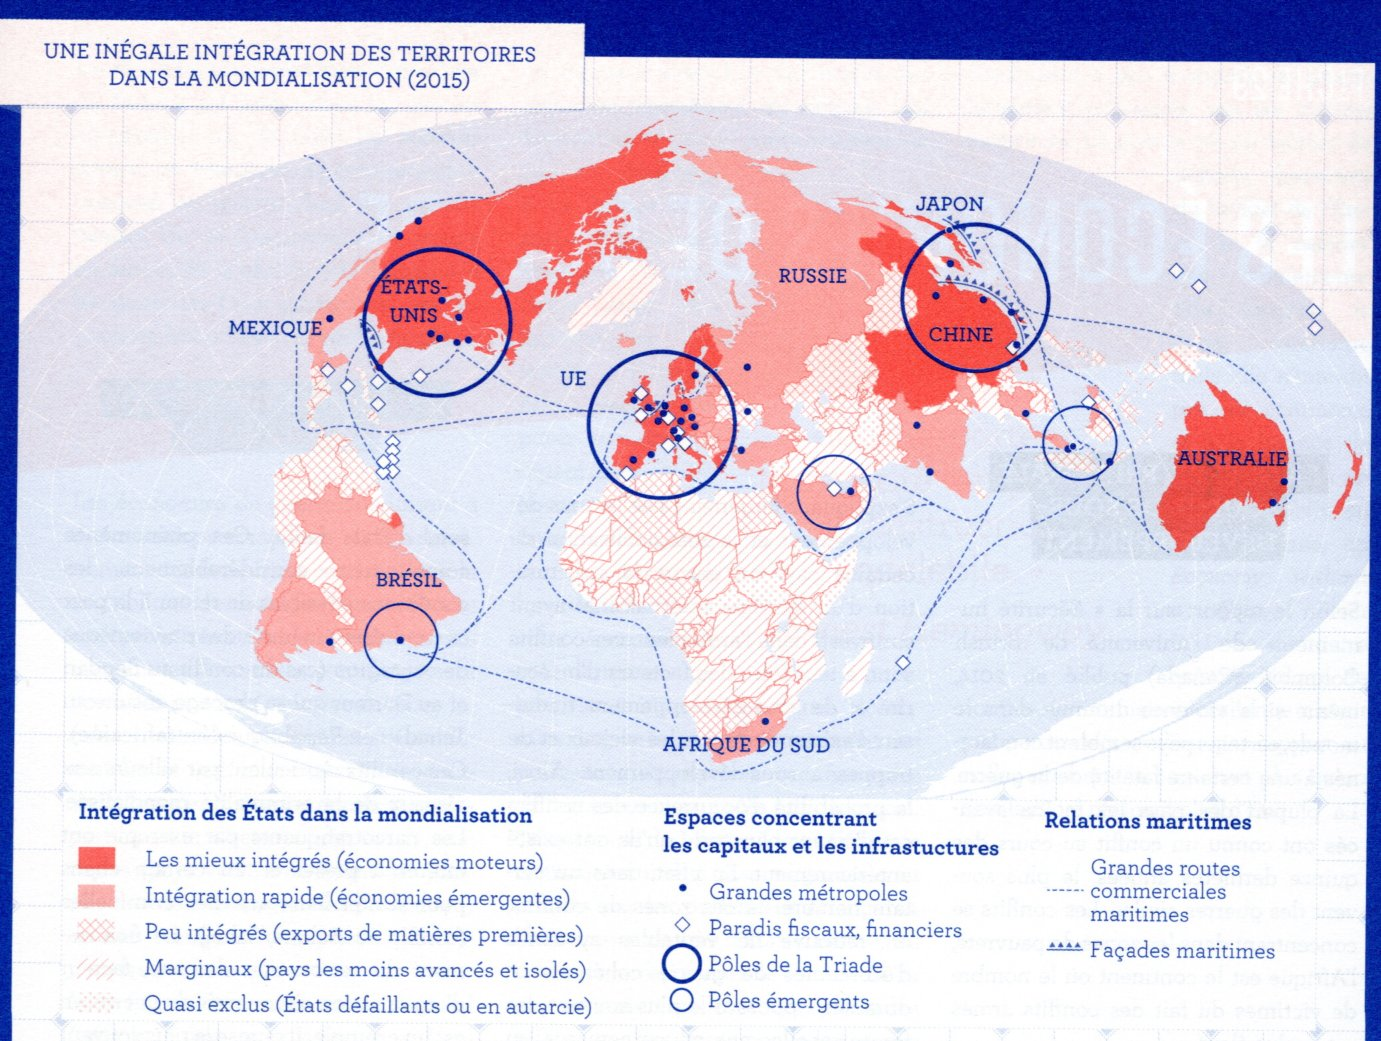 UNE INÉGALE INTÉGRATION DES TERRITOIRES
DANS LA MONDIALISATION (2015)
JAPON
RUSSIE
ÉTATS-
UNIS
MEXIQUE
CHINE
UE
AUSTRALIE
BRÉSIL
AFRIQUE DU SUD
Intégration des États dans la mondialisation
Les mieux intégrés (économies moteurs)
Intégration rapide (économies émergentes)
Peu intégrés (exports de matières premières)
Marginaux (pays les moins avancés et isolés)
Quasi exclus (États défaillants ou en autarcie)
Espaces concentrant
les capitaux et les infrastuctures
Grandes métropoles
Paradis fiscaux, financiers
Pôles de la Triade
Pôles émergents
Relations maritimes
Grandes routes
commerciales
maritimes
Façades maritimes